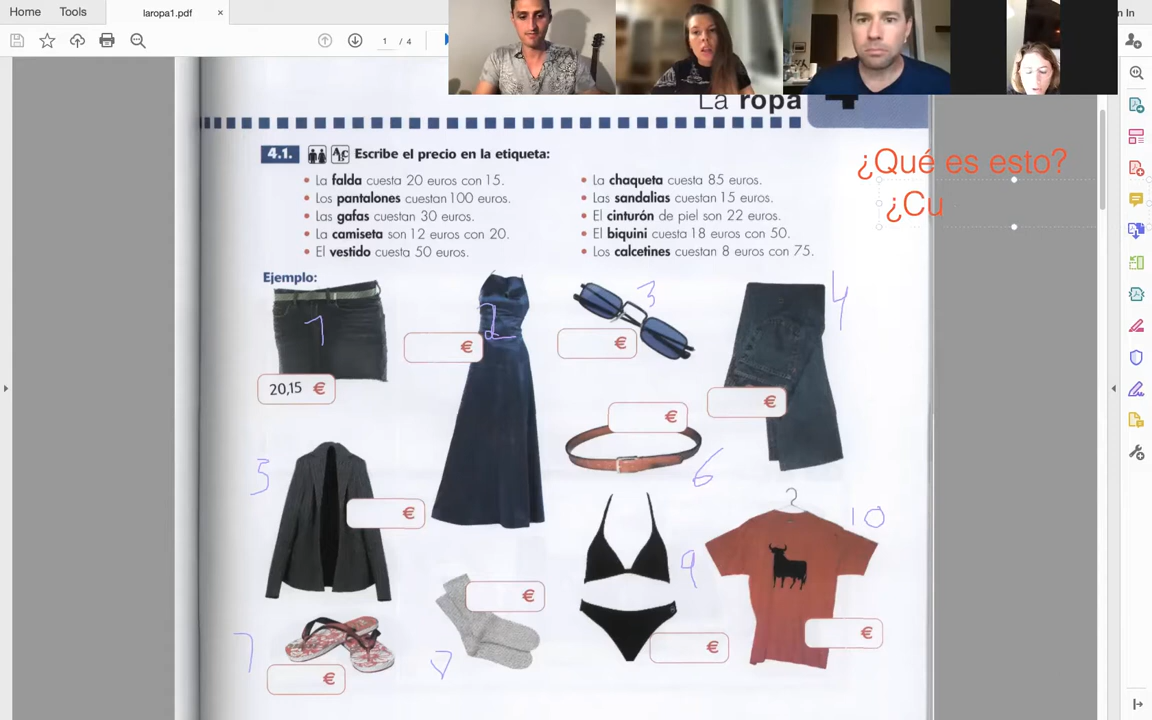 Home
Tools
laropa1.pdf
×
n In
1 / 4
La ropa
4
4.1.
Escribe el precio en la etiqueta:
• La falda cuesta 20 euros con 15.
• Los pantalones cuestan 100 euros.
• Las gafas cuestan 30 euros.
• La camiseta son 12 euros con 20.
• El vestido cuesta 50 euros.
• La chaqueta cuesta 85 euros.
• Las sandalias cuestan 15 euros.
• El cinturón de piel son 22 euros.
• El biquini cuesta 18 euros con 50.
• Los calcetines cuestan 8 euros con 75.
¿Qué es esto?
¿Cu
Ejemplo:
1
20,15 €
2
€
3
€
4
€
5
€
6
€
7
€
8
€
9
€
10
€